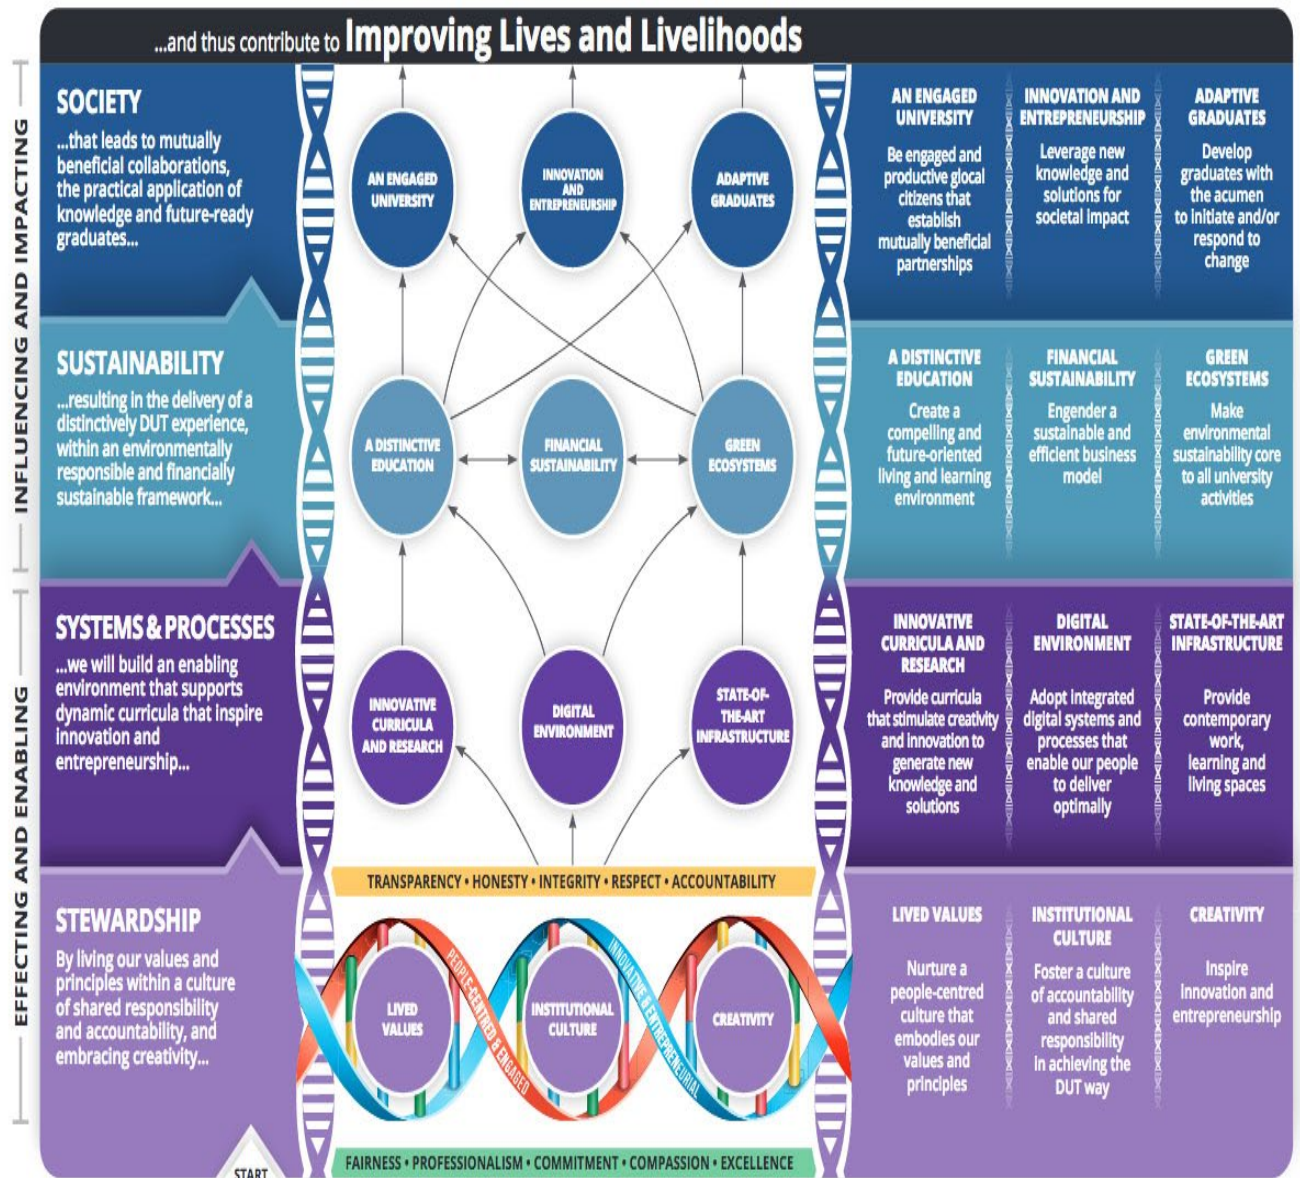 ...and thus contribute to Improving Lives and Livelihoods
INFLUENCING AND IMPACTING
SOCIETY
...that leads to mutually
beneficial collaborations,
the practical application of
knowledge and future-ready
graduates...
AN ENGAGED
UNIVERSITY
INNOVATION
AND
ENTREPRENEURSHIP
ADAPTIVE
GRADUATES
AN ENGAGED
UNIVERSITY
Be engaged and
productive glocal
citizens that
establish
mutually beneficial
partnerships
INNOVATION AND
ENTREPRENEURSHIP
Leverage new
knowledge and
solutions for
societal impact
ADAPTIVE
GRADUATES
Develop
graduates with
the acumen
to initiate and/or
respond to
change
SUSTAINABILITY
...resulting in the delivery of a
distinctively DUT experience,
within an environmentally
responsible and financially
sustainable framework...
A DISTINCTIVE
EDUCATION
FINANCIAL
SUSTAINABILITY
GREEN
ECOSYSTEMS
A DISTINCTIVE
EDUCATION
Create a
compelling and
future-oriented
living and learning
environment
FINANCIAL
SUSTAINABILITY
Engender a
sustainable and
efficient business
model
GREEN
ECOSYSTEMS
Make
environmental
sustainability core
to all university
activities
EFFECTING AND ENABLING
SYSTEMS & PROCESSES
...we will build an enabling
environment that supports
dynamic curricula that inspire
innovation and
entrepreneurship...
INNOVATIVE
CURRICULA
AND RESEARCH
DIGITAL
ENVIRONMENT
STATE-OF-
THE-ART
INFRASTRUCTURE
INNOVATIVE
CURRICULA AND
RESEARCH
Provide curricula
that stimulate creativity
and innovation to
generate new
knowledge and
solutions
DIGITAL
ENVIRONMENT
Adopt integrated
digital systems and
processes that
enable our people
to deliver
optimally
STATE-OF-THE-ART
INFRASTRUCTURE
Provide
contemporary
work,
learning and
living spaces
TRANSPARENCY • HONESTY • INTEGRITY • RESPECT • ACCOUNTABILITY
STEWARDSHIP
By living our values and
principles within a culture
of shared responsibility
and accountability, and
embracing creativity...
START
LIVED
VALUES
PEOPLE-CENTRED & ENGAGED
INSTITUTIONAL
CULTURE
INNOVATIVE & ENTREPRENEURIAL
CREATIVITY
FAIRNESS • PROFESSIONALISM • COMMITMENT • COMPASSION • EXCELLENCE
LIVED VALUES
Nurture a
people-centred
culture that
embodies our
values and
principles
INSTITUTIONAL
CULTURE
Foster a culture
of accountability
and shared
responsibility
in achieving the
DUT way
CREATIVITY
Inspire
Innovation and
entrepreneurship